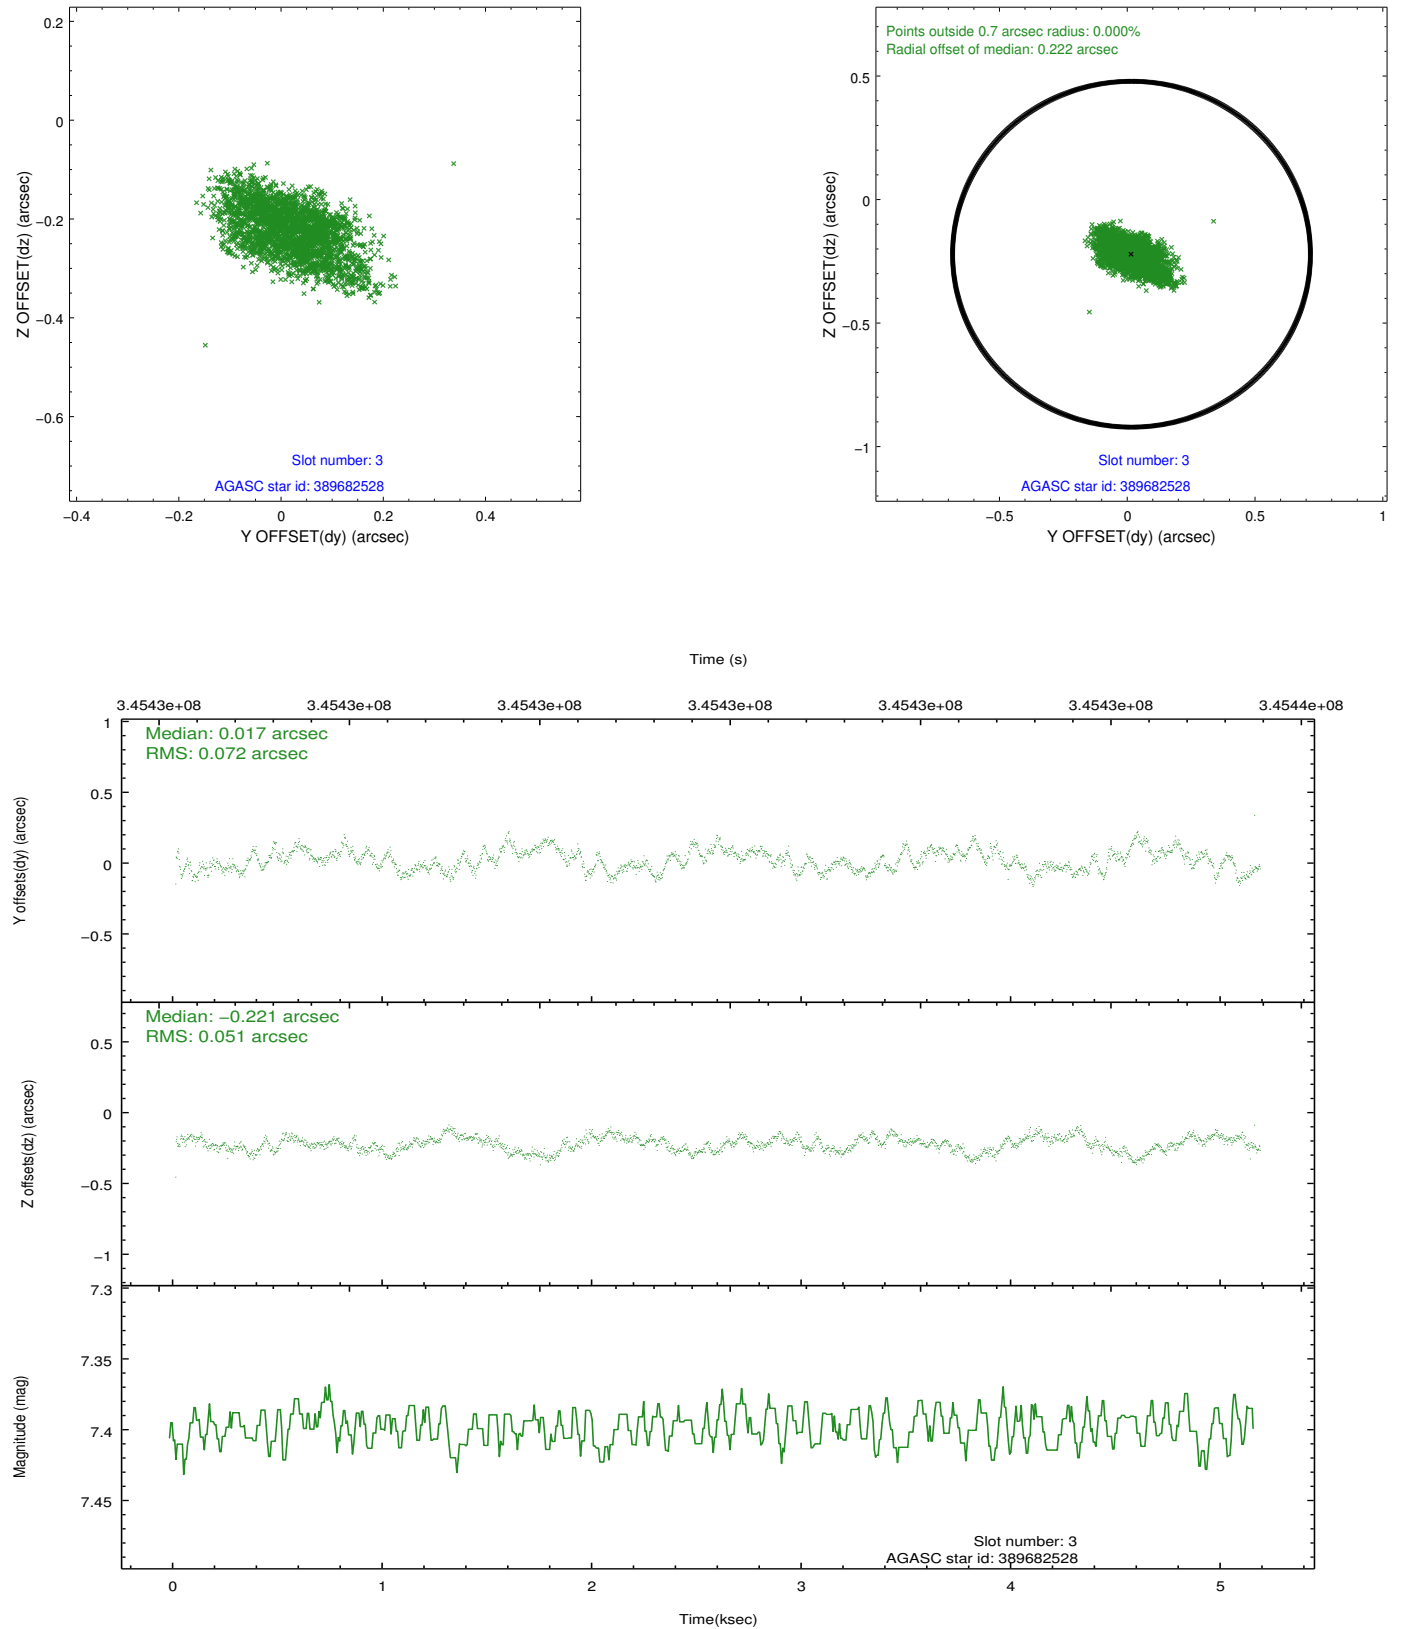 Points outside 0.7 arcsec radius: 0.000%
Radial offset of median: 0.222 arcsec
0.2
0
−0.2
−0.4
−0.6
Z OFFSET(dz) (arcsec)
Slot number: 3
AGASC star id: 389682528
−0.4
−0.2
0
0.2
0.4
Y OFFSET(dy) (arcsec)
0.5
0
−0.5
−1
Z OFFSET(dz) (arcsec)
Slot number: 3
AGASC star id: 389682528
−0.5
0
0.5
1
Y OFFSET(dy) (arcsec)
Time (s)
3.4543e+08 3.4543e+08 3.4543e+08 3.4543e+08 3.4543e+08 3.4543e+08 3.4544e+08
Median: 0.017 arcsec
RMS: 0.072 arcsec
1
0.5
0
−0.5
Y offsets(dy) (arcsec)
Median: −0.221 arcsec
RMS: 0.051 arcsec
0.5
0
−0.5
−1
Z offsets(dz) (arcsec)
7.3
7.35
7.4
7.45
Magnitude (mag)
Slot number: 3
AGASC star id: 389682528
0 1 2 3 4 5
Time(ksec)